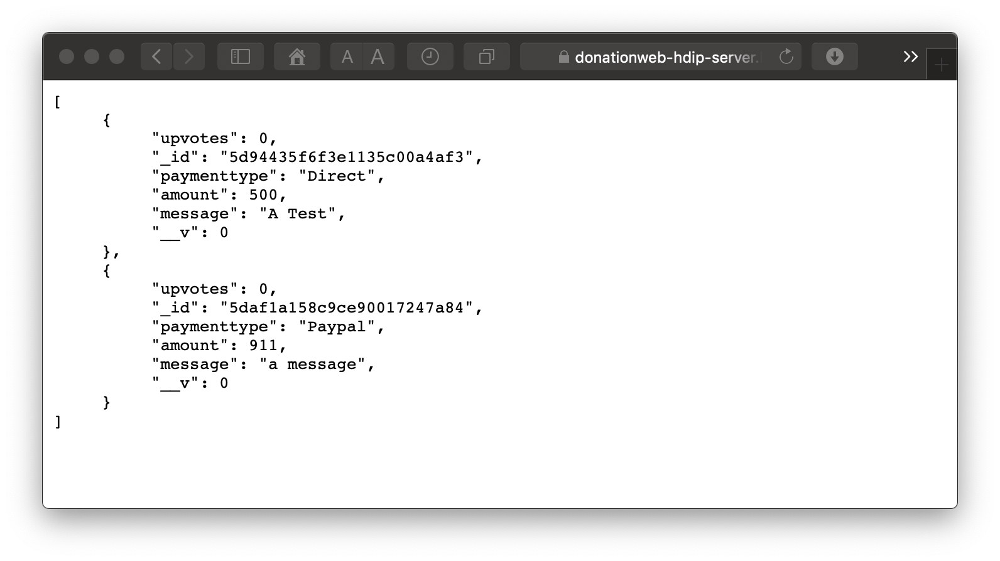 A A donationweb-hdip-server.
[
{
"upvotes": 0,
"_id": "5d94435f6f3e1135c00a4af3",
"paymenttype": "Direct",
"amount": 500,
"message": "A Test",
"__v": 0
},
{
"upvotes": 0,
"_id": "5daf1a158c9ce90017247a84",
"paymenttype": "Paypal",
"amount": 911,
"message": "a message",
"__v": 0
}
]